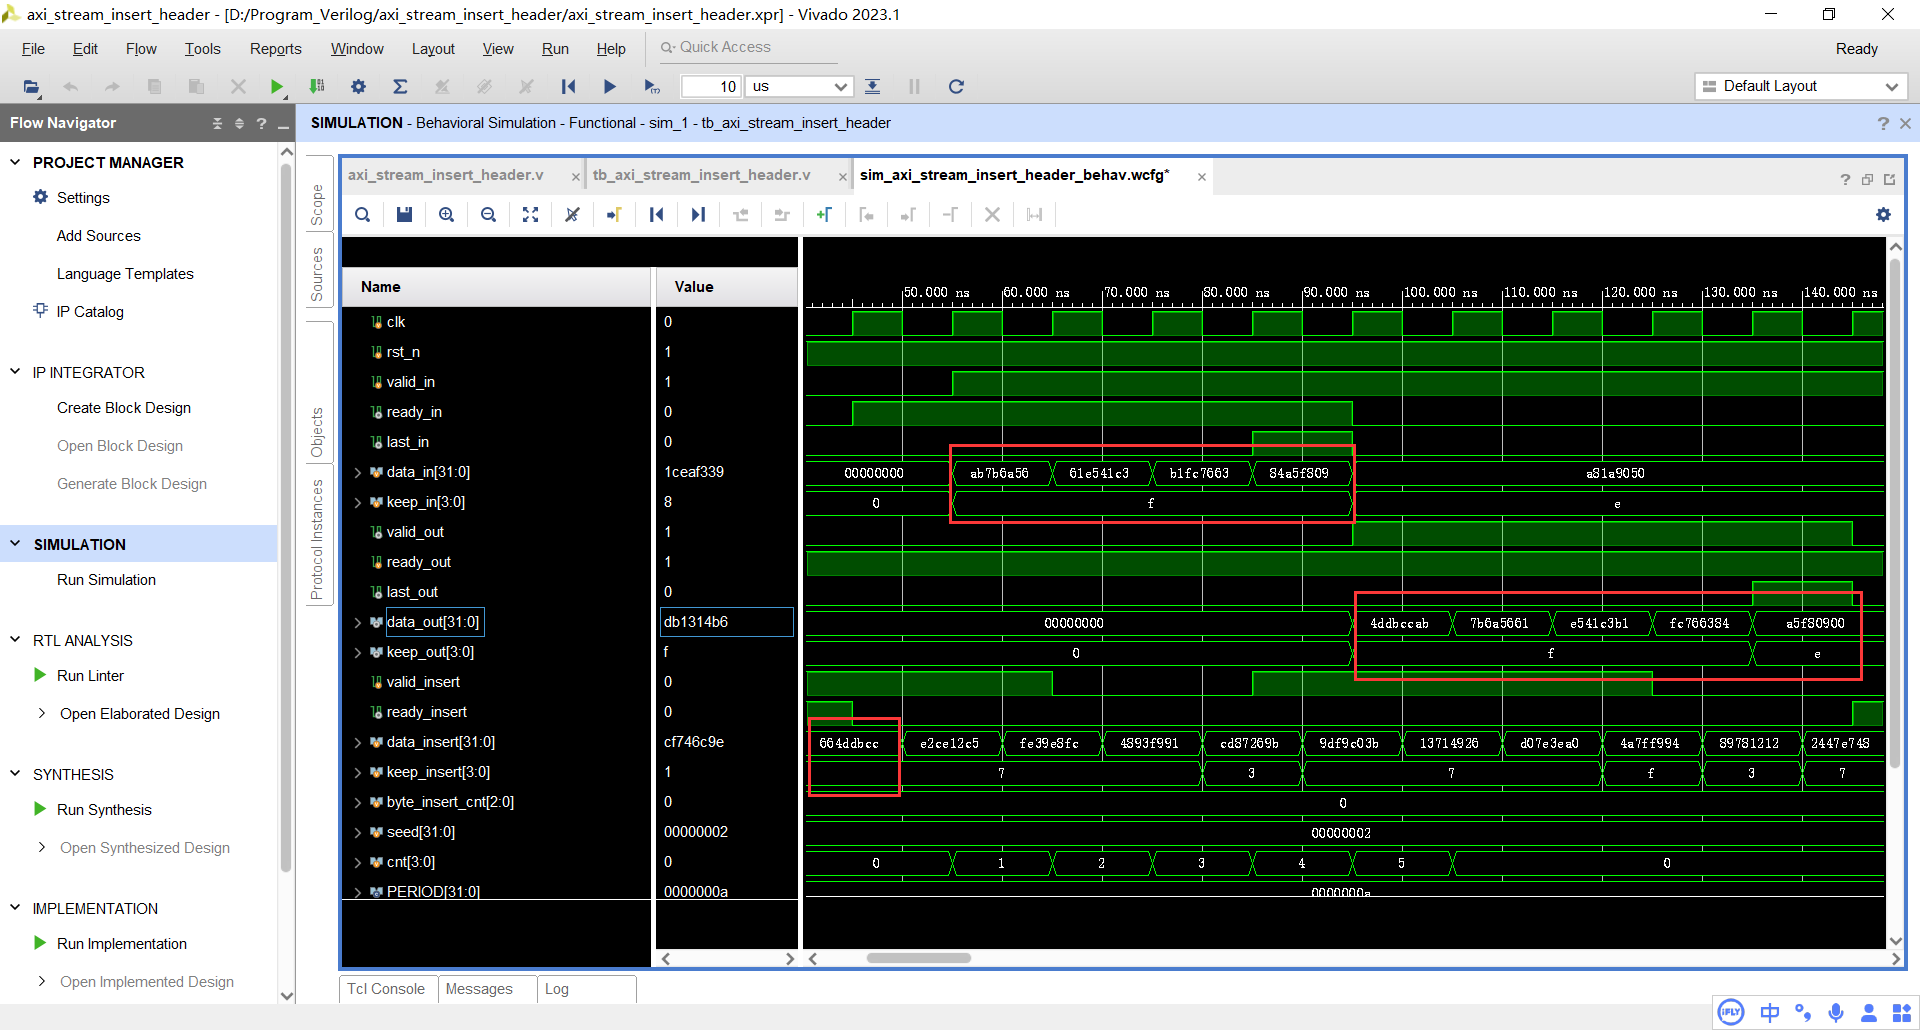 axi_stream_insert_header - [D:/Program_Verilog/axi_stream_insert_header/axi_stream_insert_header.xpr] - Vivado 2023.1
File Edit Flow Tools Reports Window Layout View Run Help Quick Access Ready
10 us Default Layout
Flow Navigator
SIMULATION - Behavioral Simulation - Functional - sim_1 - tb_axi_stream_insert_header
PROJECT MANAGER
Settings
Add Sources
Language Templates
IP Catalog
IP INTEGRATOR
Create Block Design
Open Block Design
Generate Block Design
SIMULATION
Run Simulation
RTL ANALYSIS
Run Linter
Open Elaborated Design
SYNTHESIS
Run Synthesis
Open Synthesized Design
IMPLEMENTATION
Run Implementation
Open Implemented Design
Scope
Sources
Objects
Protocol Instances
axi_stream_insert_header.v tb_axi_stream_insert_header.v sim_axi_stream_insert_header_behav.wcfg*
Name Value
50.000 ns 60.000 ns 70.000 ns 80.000 ns 90.000 ns 100.000 ns 110.000 ns 120.000 ns 130.000 ns 140.000 ns
clk 0
rst_n 1
valid_in 1
ready_in 0
last_in 0
data_in[31:0] 1ceaf339 00000000 ab7b6a56 61e541c3 b1fc7663 84a5f809 a81a9050
keep_in[3:0] 8 0 f e
valid_out 1
ready_out 1
last_out 0
data_out[31:0] db1314b6 00000000 4ddbccab 7b6a5661 e541c3b1 fc766384 a5f80900
keep_out[3:0] f 0 f e
valid_insert 0
ready_insert 0
data_insert[31:0] cf746c9e 664ddbcc e2ce12c5 fe39e8fc 4893f991 cd87269b 9df9c03b 13714926 d07e3ea0 4a7ff994 89781212 2447e748
keep_insert[3:0] 1 7 3 7 f 3 7
byte_insert_cnt[2:0] 0 0
seed[31:0] 00000002 00000002
cnt[3:0] 0 0 1 2 3 4 5 0
PERIOD[31:0] 0000000a 0000000a
Tcl Console Messages Log
iFLY 中